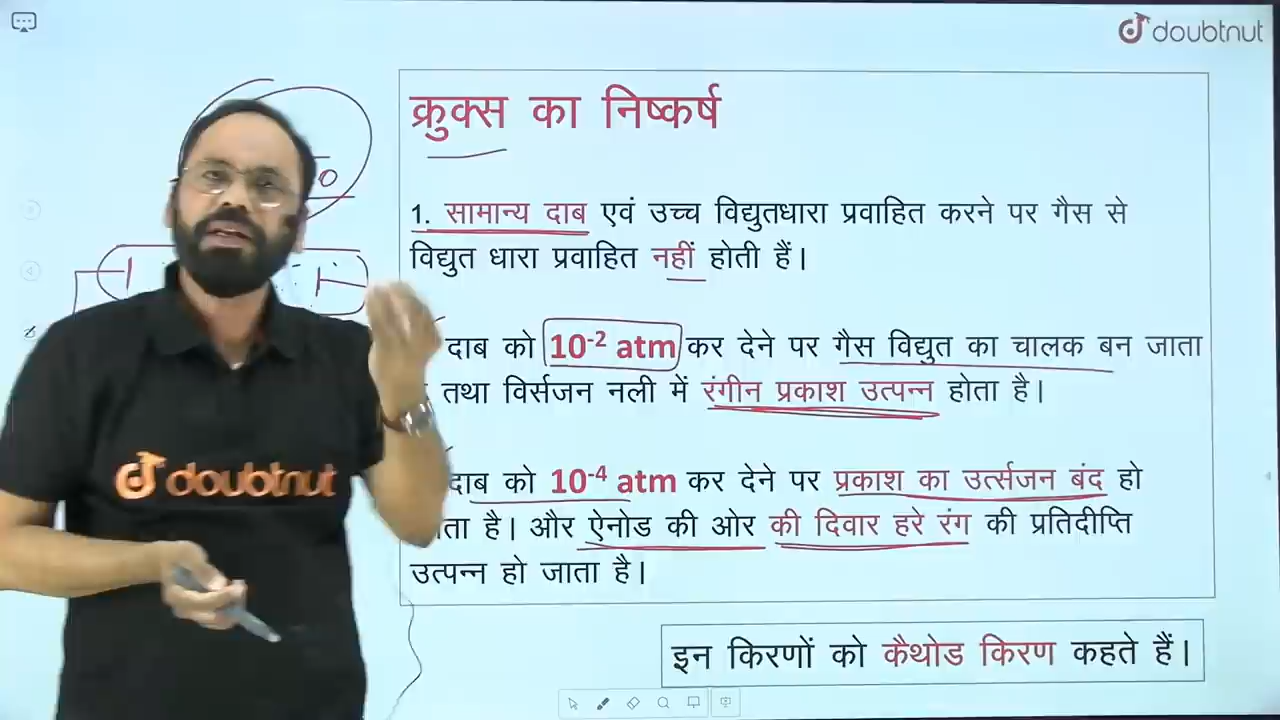 doubtnut
क्रुक्स का निष्कर्ष
1. सामान्य दाब एवं उच्च विद्युतधारा प्रवाहित करने पर गैस से
विद्युत धारा प्रवाहित नहीं होती हैं।
दाब को 10⁻² atm कर देने पर गैस विद्युत का चालक बन जाता
तथा विर्सजन नली में रंगीन प्रकाश उत्पन्न होता है।
दाब को 10⁻⁴ atm कर देने पर प्रकाश का उर्त्सजन बंद हो
है। और ऐनोड की ओर की दिवार हरे रंग की प्रतिदीप्ति
उत्पन्न हो जाता है।
इन किरणों को कैथोड किरण कहते हैं।
doubtnut